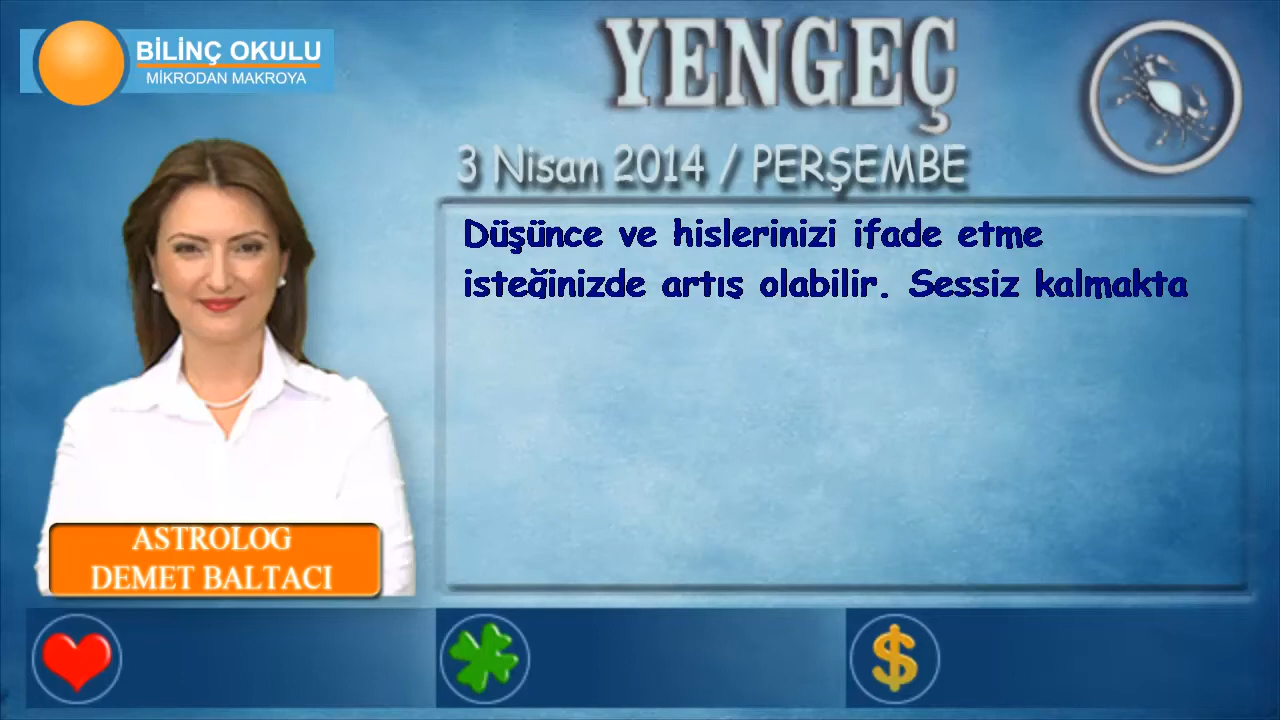 BİLİNÇ OKULU
MİKRODAN MAKROYA
YENGEÇ
3 Nisan 2014 / PERŞEMBE
Düşünce ve hislerinizi ifade etme
isteğinizde artış olabilir. Sessiz kalmakta
ASTROLOG
DEMET BALTACI
$